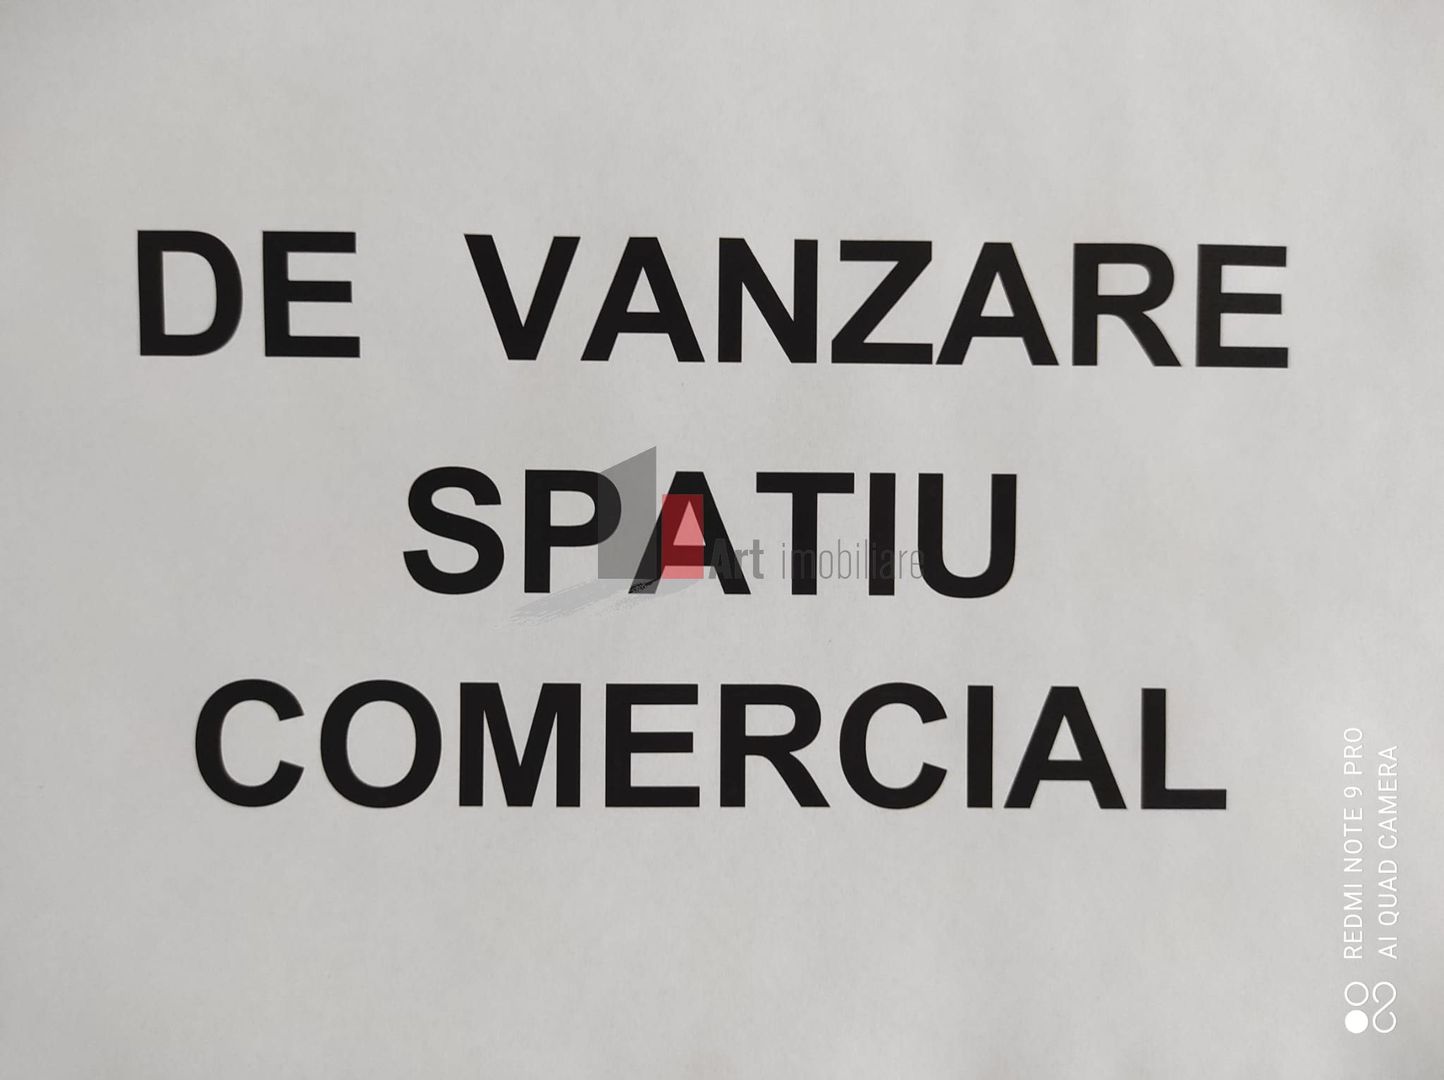 DE VANZARE
SPATIU
Art imobiliare
COMERCIAL
REDMI NOTE 9 PRO
AI QUAD CAMERA